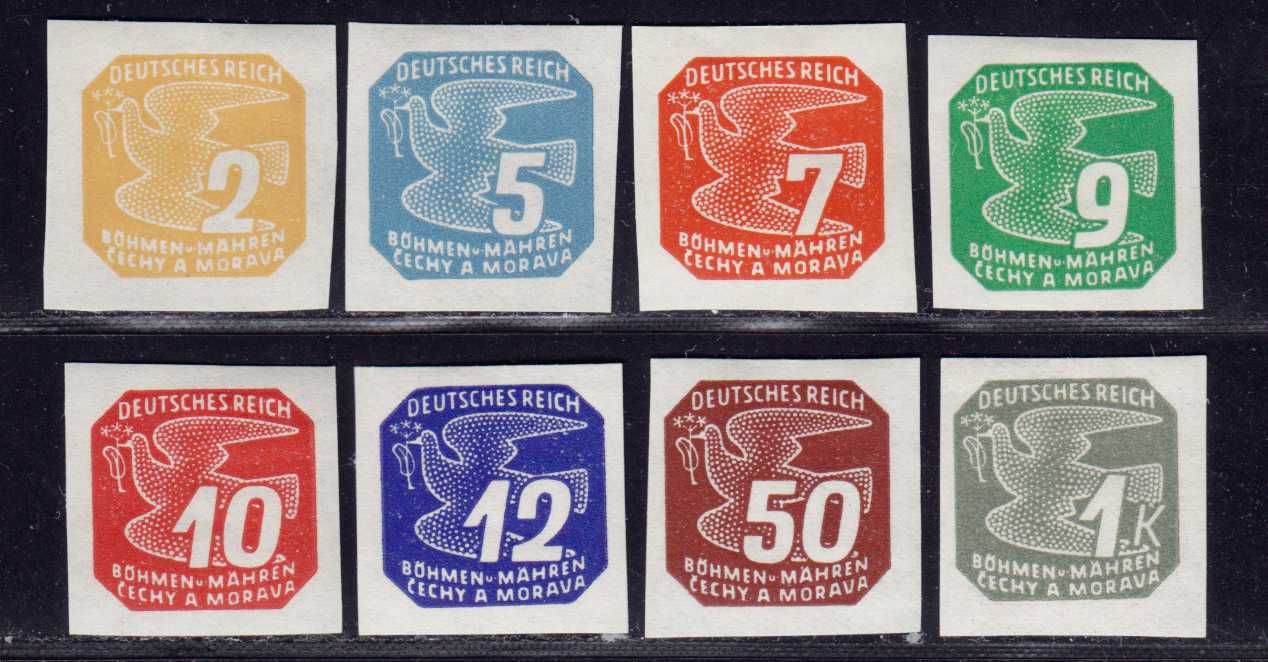 DEUTSCHES REICH
2
BÖHMEN u. MÄHREN
ČECHY A MORAVA
DEUTSCHES REICH
5
BÖHMEN u. MÄHREN
ČECHY A MORAVA
DEUTSCHES REICH
7
BÖHMEN u. MÄHREN
ČECHY A MORAVA
DEUTSCHES REICH
9
BÖHMEN u. MÄHREN
ČECHY A MORAVA
DEUTSCHES REICH
10
BÖHMEN u. MÄHREN
ČECHY A MORAVA
DEUTSCHES REICH
12
BÖHMEN u. MÄHREN
ČECHY A MORAVA
DEUTSCHES REICH
50
BÖHMEN u. MÄHREN
ČECHY A MORAVA
DEUTSCHES REICH
1 K
BÖHMEN u. MÄHREN
ČECHY A MORAVA